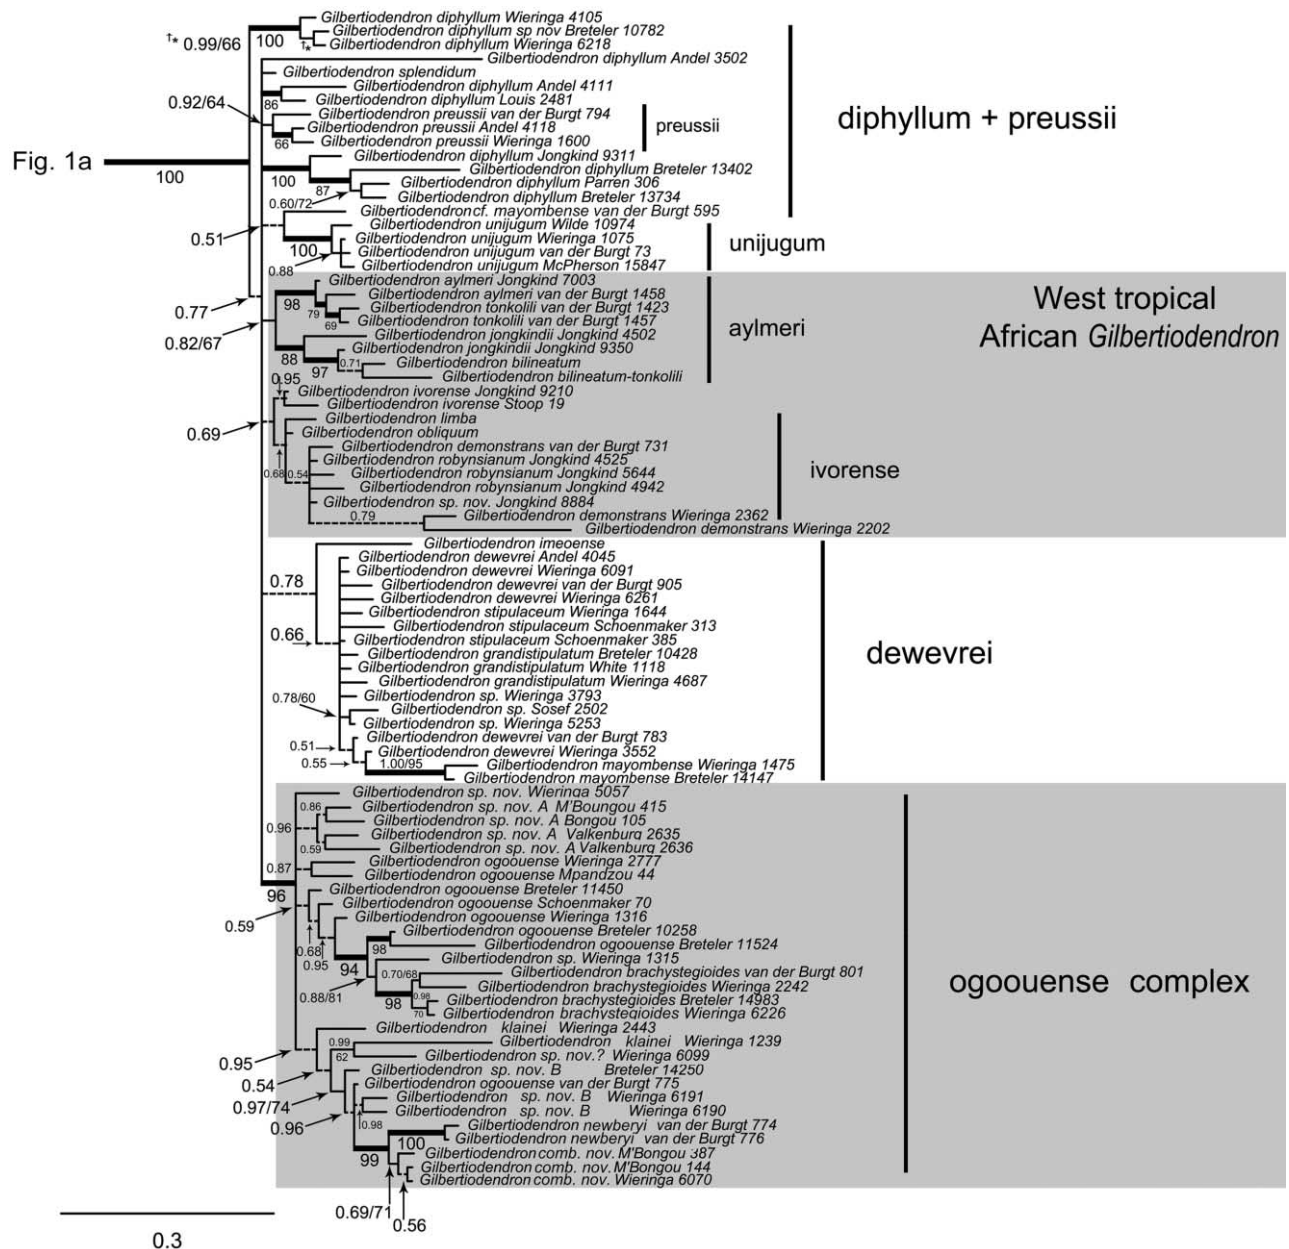 Gilbertiodendron diphyllum Wieringa 4105
Gilbertiodendron diphyllum sp nov Breteler 10782
†* 0.99/66
100
†*
Gilbertiodendron diphyllum Wieringa 6218
Gilbertiodendron diphyllum Andel 3502
Gilbertiodendron splendidum
Gilbertiodendron diphyllum Andel 4111
0.92/64
86
Gilbertiodendron diphyllum Louis 2481
Gilbertiodendron preussii van der Burgt 794
Gilbertiodendron preussii Andel 4118
preussii
diphyllum + preussii
66
Gilbertiodendron preussii Wieringa 1600
Gilbertiodendron diphyllum Jongkind 9311
Fig. 1a
100
Gilbertiodendron diphyllum Breteler 13402
100
87
Gilbertiodendron diphyllum Parren 306
0.60/72
Gilbertiodendron diphyllum Breteler 13734
Gilbertiodendroncf. mayombense van der Burgt 595
Gilbertiodendron unijugum Wilde 10974
0.51
Gilbertiodendron unijugum Wieringa 1075
unijugum
100
Gilbertiodendron unijugum van der Burgt 73
0.88
Gilbertiodendron unijugum McPherson 15847
Gilbertiodendron aylmeri Jongkind 7003
98
Gilbertiodendron aylmeri van der Burgt 1458
West tropical
African Gilbertiodendron
0.77
79
Gilbertiodendron tonkolili van der Burgt 1423
69
Gilbertiodendron tonkolili van der Burgt 1457
aylmeri
0.82/67
Gilbertiodendron jongkindii Jongkind 4502
88
Gilbertiodendron jongkindii Jongkind 9350
97
0.71
Gilbertiodendron bilineatum
Gilbertiodendron bilineatum-tonkolili
0.95
Gilbertiodendron ivorense Jongkind 9210
Gilbertiodendron ivorense Stoop 19
Gilbertiodendron limba
0.69
Gilbertiodendron obliquum
Gilbertiodendron demonstrans van der Burgt 731
Gilbertiodendron robynsianum Jongkind 4525
0.68
0.54
Gilbertiodendron robynsianum Jongkind 5644
ivorense
Gilbertiodendron robynsianum Jongkind 4942
Gilbertiodendron sp. nov. Jongkind 8884
0.79
Gilbertiodendron demonstrans Wieringa 2362
Gilbertiodendron demonstrans Wieringa 2202
Gilbertiodendron imeoense
Gilbertiodendron dewevrei Andel 4045
Gilbertiodendron dewevrei Wieringa 6091
0.78
Gilbertiodendron dewevrei van der Burgt 905
Gilbertiodendron dewevrei Wieringa 6261
Gilbertiodendron stipulaceum Wieringa 1644
Gilbertiodendron stipulaceum Schoenmaker 313
0.66
Gilbertiodendron stipulaceum Schoenmaker 385
Gilbertiodendron grandistipulatum Breteler 10428
dewevrei
Gilbertiodendron grandistipulatum White 1118
Gilbertiodendron grandistipulatum Wieringa 4687
0.78/60
Gilbertiodendron sp. Wieringa 3793
Gilbertiodendron sp. Sosef 2502
Gilbertiodendron sp. Wieringa 5253
Gilbertiodendron dewevrei van der Burgt 783
0.51
Gilbertiodendron dewevrei Wieringa 3552
0.55
1.00/95
Gilbertiodendron mayombense Wieringa 1475
Gilbertiodendron mayombense Breteler 14147
Gilbertiodendron sp. nov. Wieringa 5057
0.86
Gilbertiodendron sp. nov. A M'Boungou 415
Gilbertiodendron sp. nov. A Bongou 105
0.96
Gilbertiodendron sp. nov. A Valkenburg 2635
0.59
Gilbertiodendron sp. nov. A Valkenburg 2636
0.87
Gilbertiodendron ogoouense Wieringa 2777
Gilbertiodendron ogoouense Mpandzou 44
96
Gilbertiodendron ogoouense Breteler 11450
Gilbertiodendron ogoouense Schoenmaker 70
0.59
Gilbertiodendron ogoouense Wieringa 1316
Gilbertiodendron ogoouense Breteler 10258
0.68
98
Gilbertiodendron ogoouense Breteler 11524
0.95
94
Gilbertiodendron sp. Wieringa 1315
0.70/68
Gilbertiodendron brachystegioides van der Burgt 801
ogoouense complex
Gilbertiodendron brachystegioides Wieringa 2242
0.88/81
98
0.98
Gilbertiodendron brachystegioides Breteler 14983
70
Gilbertiodendron brachystegioides Wieringa 6226
Gilbertiodendron klainei Wieringa 2443
0.99
Gilbertiodendron klainei Wieringa 1239
62
Gilbertiodendron sp. nov.? Wieringa 6099
0.95
Gilbertiodendron sp. nov. B Breteler 14250
0.54
Gilbertiodendron ogoouense van der Burgt 775
Gilbertiodendron sp. nov. B Wieringa 6191
0.97/74
Gilbertiodendron sp. nov. B Wieringa 6190
0.96
0.98
Gilbertiodendron newberyi van der Burgt 774
100
Gilbertiodendron newberyi van der Burgt 776
99
Gilbertiodendron comb. nov. M'Bongou 387
Gilbertiodendron comb. nov. M'Bongou 144
Gilbertiodendron comb. nov. Wieringa 6070
0.69/71
0.56
0.3